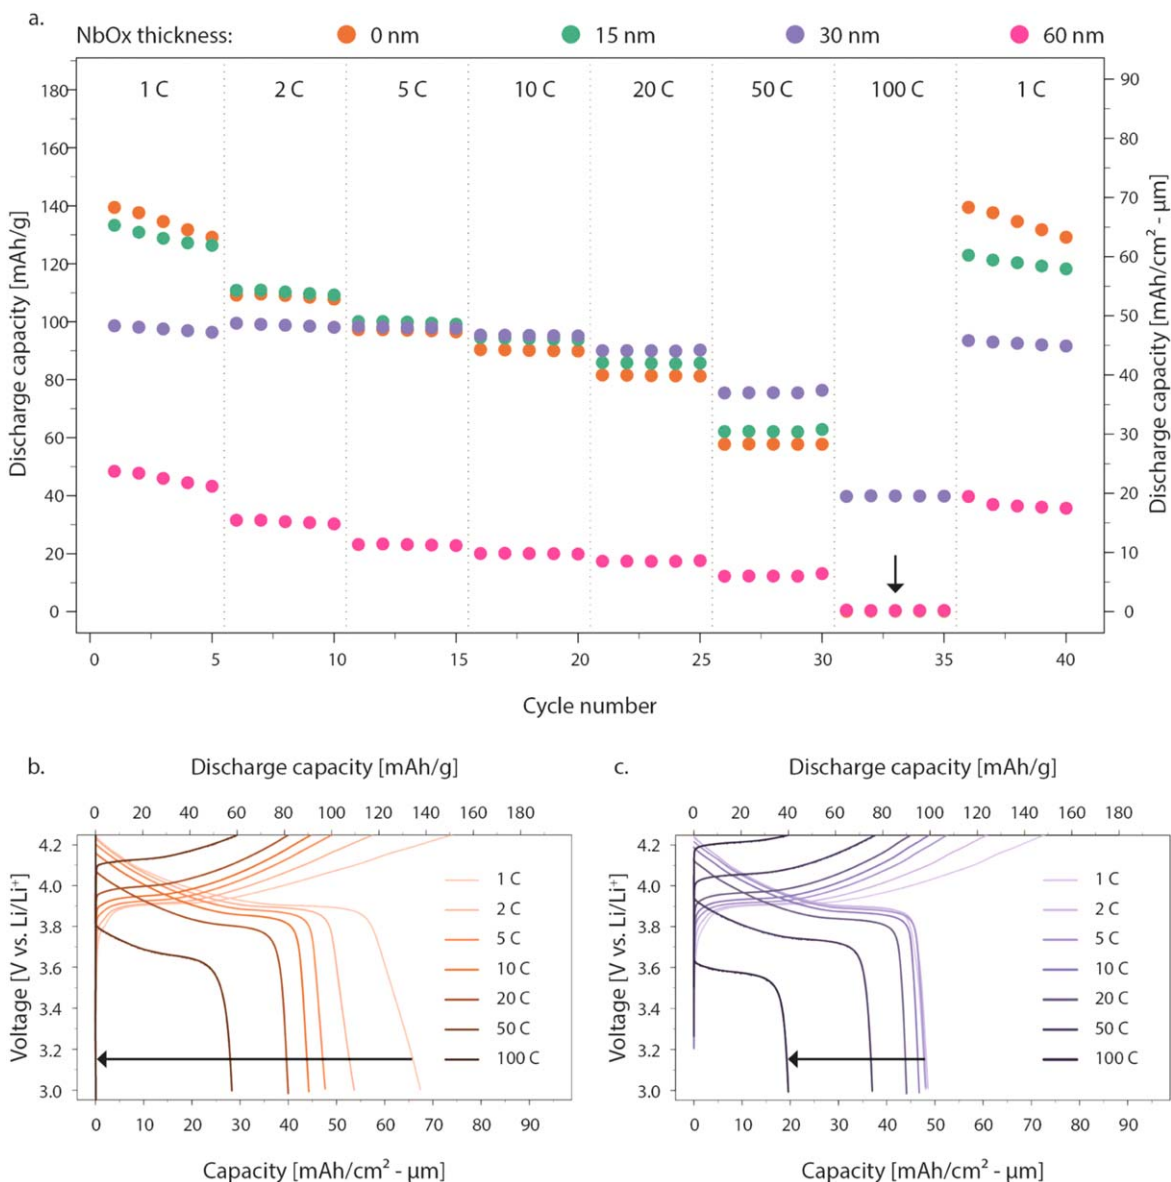 a.
NbOx thickness: 0 nm 15 nm 30 nm 60 nm
1 C 2 C 5 C 10 C 20 C 50 C 100 C 1 C
Discharge capacity [mAh/g]
180
160
140
120
100
80
60
40
20
0
Discharge capacity [mAh/cm² - µm]
90
80
70
60
50
40
30
20
10
0
0 5 10 15 20 25 30 35 40
Cycle number
b.
Discharge capacity [mAh/g]
0 20 40 60 80 100 120 140 160 180
Voltage [V vs. Li/Li⁺]
4.2
4.0
3.8
3.6
3.4
3.2
3.0
1 C
2 C
5 C
10 C
20 C
50 C
100 C
0 10 20 30 40 50 60 70 80 90
Capacity [mAh/cm² - µm]
c.
Discharge capacity [mAh/g]
0 20 40 60 80 100 120 140 160 180
Voltage [V vs. Li/Li⁺]
4.2
4.0
3.8
3.6
3.4
3.2
3.0
1 C
2 C
5 C
10 C
20 C
50 C
100 C
0 10 20 30 40 50 60 70 80 90
Capacity [mAh/cm² - µm]